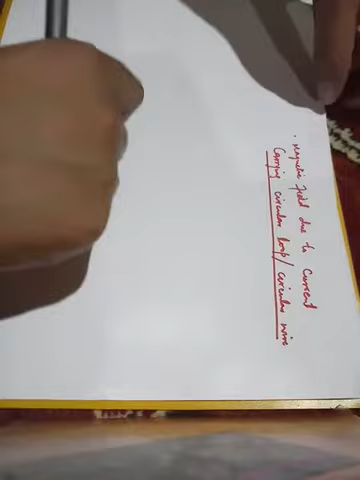 · Magnetic field due to Current
Carrying circular loop / circular wire